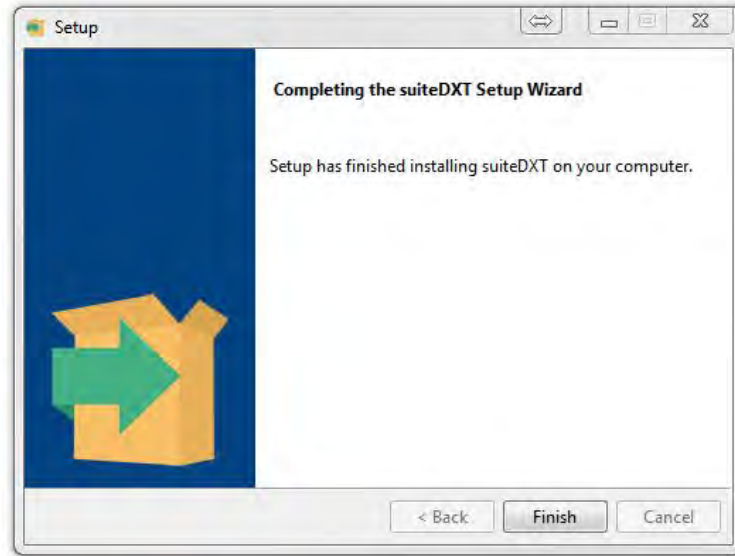 Setup
Completing the suiteDXT Setup Wizard
Setup has finished installing suiteDXT on your computer.
< Back
Finish
Cancel